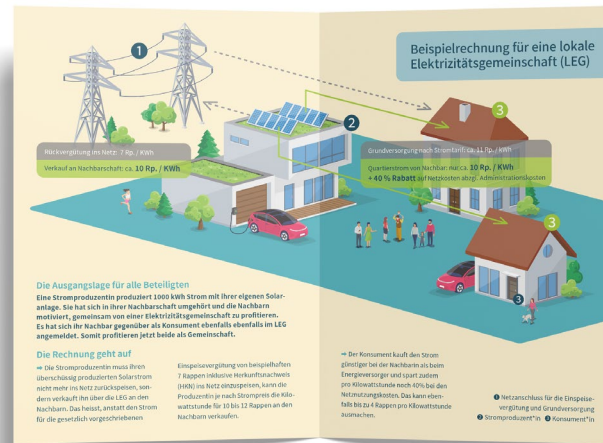 Beispielrechnung für eine lokale
Elektrizitätsgemeinschaft (LEG)
1
2
3
Rückvergütung ins Netz: 7 Rp. / KWh
Verkauf an Nachbarschaft: ca. 10 Rp. / KWh
Grundversorgung nach Stromtarif: ca. 11 Rp. / KWh
Quartierstrom von Nachbar: nur ca. 10 Rp. / KWh
+ 40 % Rabatt auf Netzkosten abzgl. Administrationskosten
3
3
Die Ausgangslage für alle Beteiligten
Eine Stromproduzentin produziert 1000 kWh Strom mit ihrer eigenen Solar-
anlage. Sie hat sich in ihrer Nachbarschaft umgehört und die Nachbarn
motiviert, gemeinsam von einer Elektrizitätsgemeinschaft zu profitieren.
Es hat sich ihr Nachbar gegenüber als Konsument ebenfalls ebenfalls im LEG
angemeldet. Somit profitieren jetzt beide als Gemeinschaft.
Die Rechnung geht auf
➞ Die Stromproduzentin muss ihren
überschüssig produzierten Solarstrom
nicht mehr ins Netz zurückspeisen, son-
dern verkauft ihn über die LEG an den
Nachbarn. Das heisst, anstatt den Strom
für die gesetzlich vorgeschriebenen
Einspeisevergütung von beispielhaften
7 Rappen inklusive Herkunftsnachweis
(HKN) ins Netz einzuspeisen, kann die
Produzentin je nach Strompreis die Kilo-
wattstunde für 10 bis 12 Rappen an den
Nachbarn verkaufen.
➞ Der Konsument kauft den Strom
günstiger bei der Nachbarin als beim
Energieversorger und spart zudem
pro Kilowattstunde noch 40% bei den
Netznutzungskosten. Das kann eben-
falls bis zu 4 Rappen pro Kilowattstunde
ausmachen.
1 Netzanschluss für die Einspeise-
vergütung und Grundversorgung
2 Stromproduzent*in 3 Konsument*in